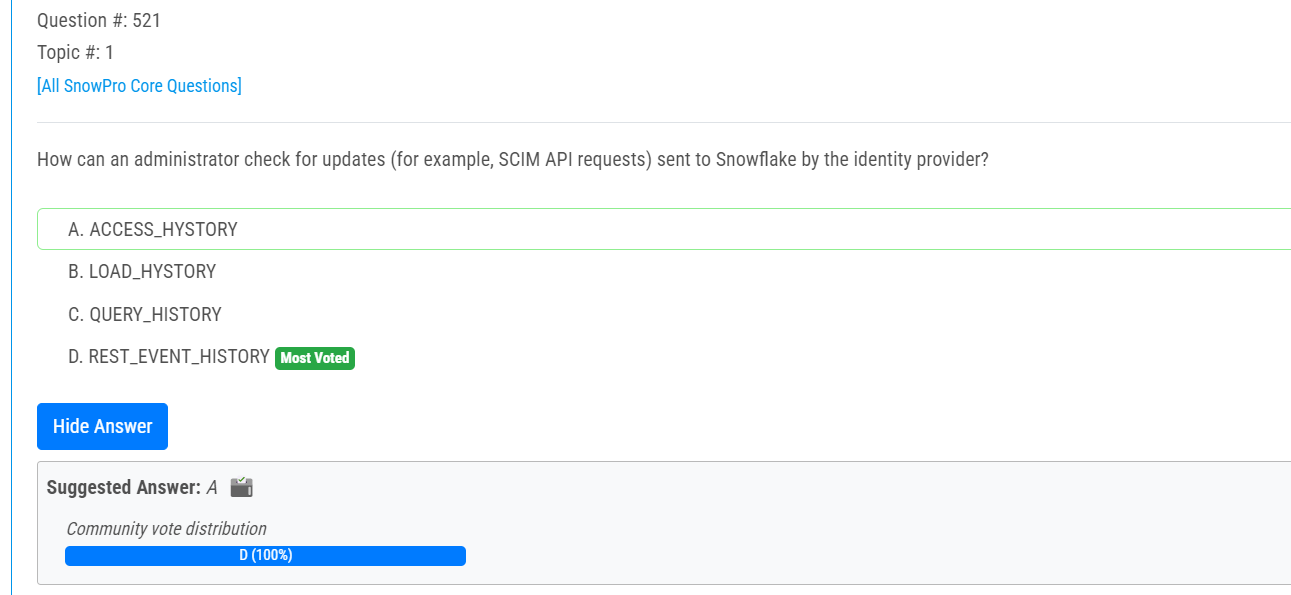 Question #: 521
Topic #: 1
[All SnowPro Core Questions]
How can an administrator check for updates (for example, SCIM API requests) sent to Snowflake by the identity provider?
A. ACCESS_HYSTORY
B. LOAD_HYSTORY
C. QUERY_HISTORY
D. REST_EVENT_HISTORY Most Voted
Hide Answer
Suggested Answer: A
Community vote distribution
D (100%)